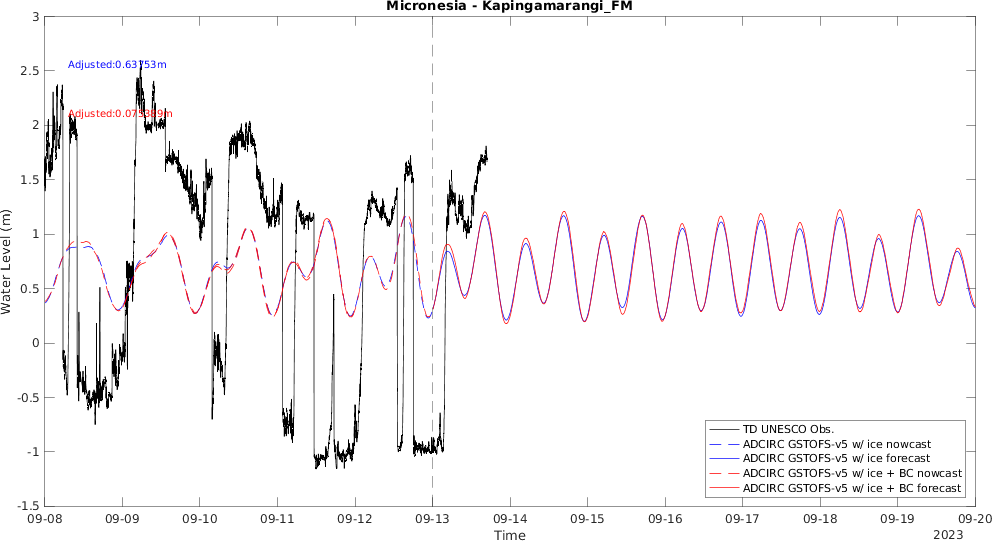 Micronesia - Kapingamarangi_FM
Adjusted:0.63753m
Water Level (m)
3
2.5
2
1.5
1
0.5
0
-0.5
-1
-1.5
TD UNESCO Obs.
ADCIRC GSTOFS-v5 w/ ice nowcast
ADCIRC GSTOFS-v5 w/ ice forecast
ADCIRC GSTOFS-v5 w/ ice + BC nowcast
ADCIRC GSTOFS-v5 w/ ice + BC forecast
09-08 09-09 09-10 09-11 09-12 09-13 09-14 09-15 09-16 09-17 09-18 09-19 09-20
Time
2023